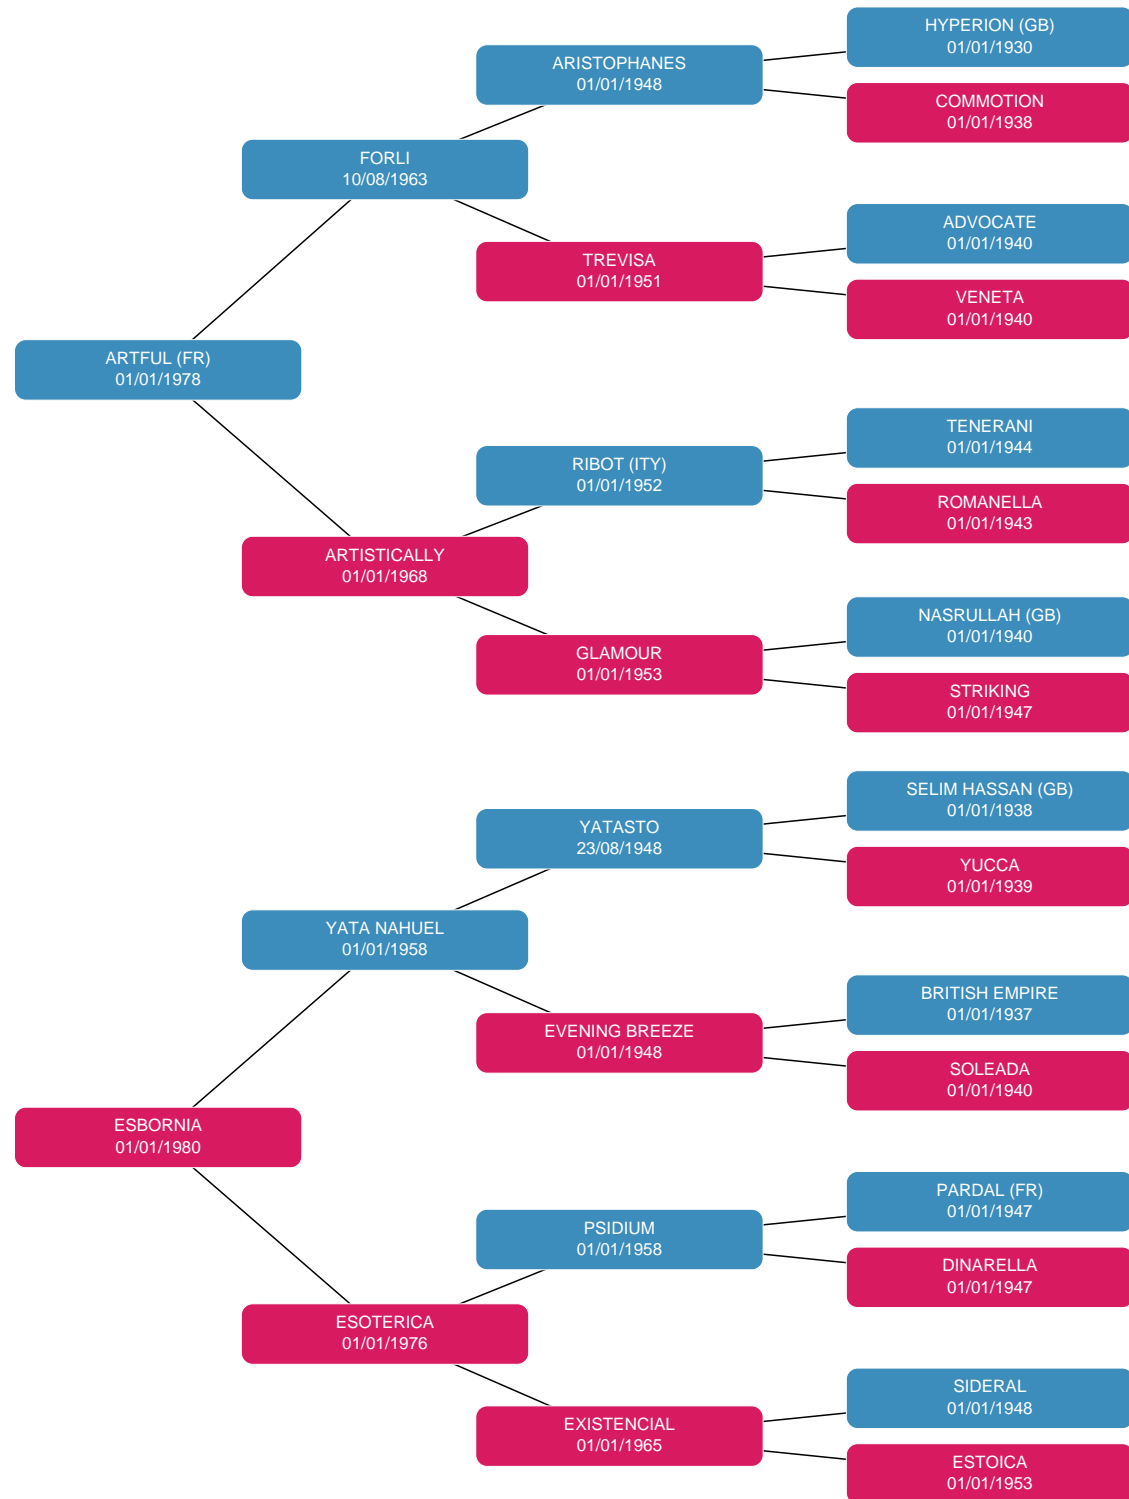 HYPERION (GB)
01/01/1930
ARISTOPHANES
01/01/1948
COMMOTION
01/01/1938
FORLI
10/08/1963
ADVOCATE
01/01/1940
TREVISA
01/01/1951
VENETA
01/01/1940
ARTFUL (FR)
01/01/1978
TENERANI
01/01/1944
RIBOT (ITY)
01/01/1952
ROMANELLA
01/01/1943
ARTISTICALLY
01/01/1968
NASRULLAH (GB)
01/01/1940
GLAMOUR
01/01/1953
STRIKING
01/01/1947
SELIM HASSAN (GB)
01/01/1938
YATASTO
23/08/1948
YUCCA
01/01/1939
YATA NAHUEL
01/01/1958
BRITISH EMPIRE
01/01/1937
EVENING BREEZE
01/01/1948
SOLEADA
01/01/1940
ESBORNIA
01/01/1980
PARDAL (FR)
01/01/1947
PSIDIUM
01/01/1958
DINARELLA
01/01/1947
ESOTERICA
01/01/1976
SIDERAL
01/01/1948
EXISTENCIAL
01/01/1965
ESTOICA
01/01/1953